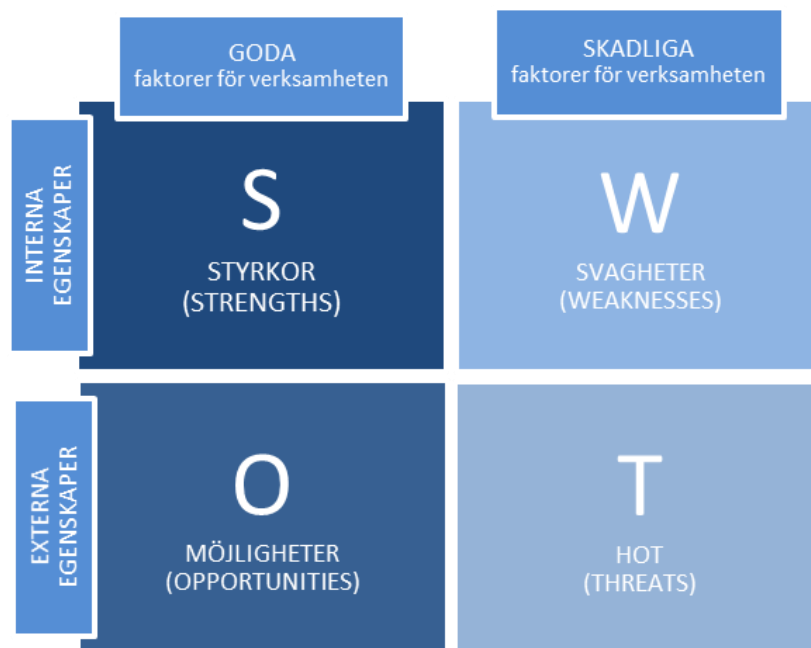 GODA
faktorer för verksamheten
SKADLIGA
faktorer för verksamheten
INTERNA
EGENSKAPER
S
STYRKOR
(STRENGTHS)
W
SVAGHETER
(WEAKNESSES)
EXTERNA
EGENSKAPER
O
MÖJLIGHETER
(OPPORTUNITIES)
T
HOT
(THREATS)